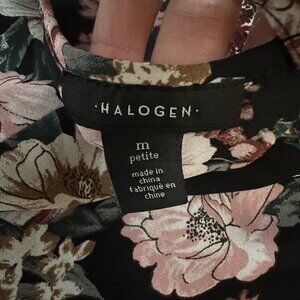 ·HALOGEN·
m
petite
made in
china
fabriqué en
chine